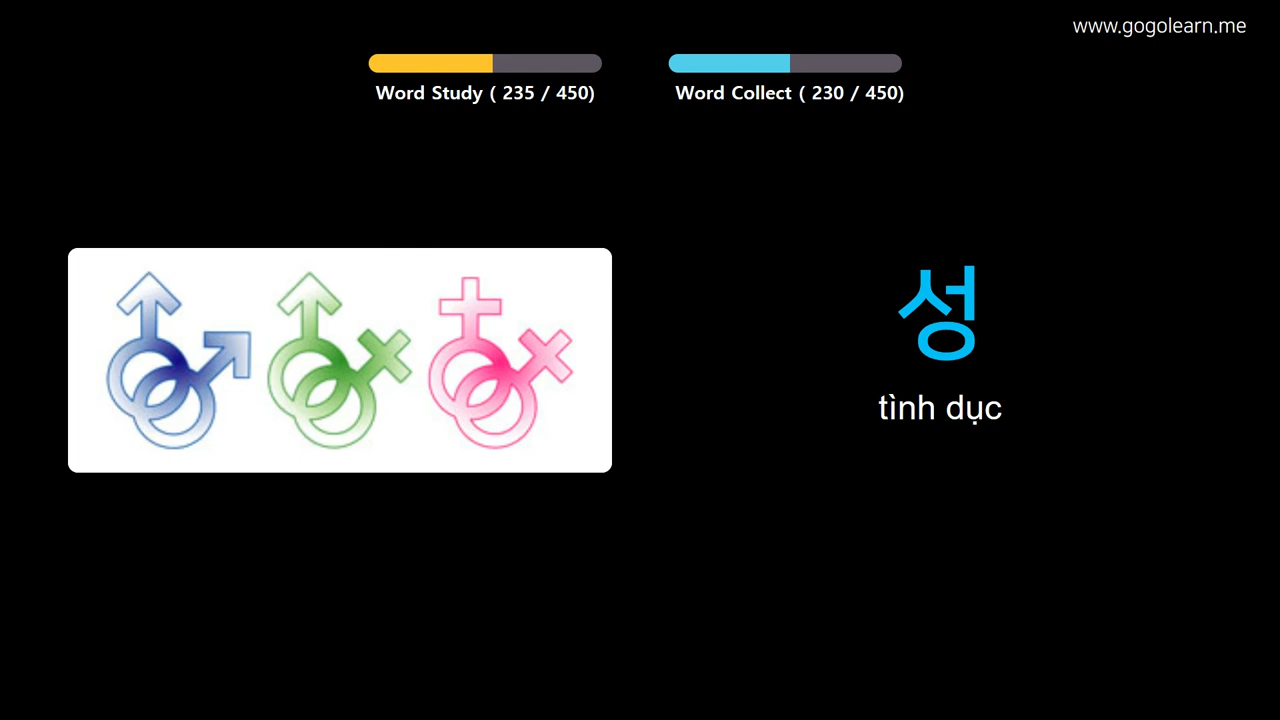 www.gogolearn.me
Word Study ( 235 / 450)
Word Collect ( 230 / 450)
성
tình dục